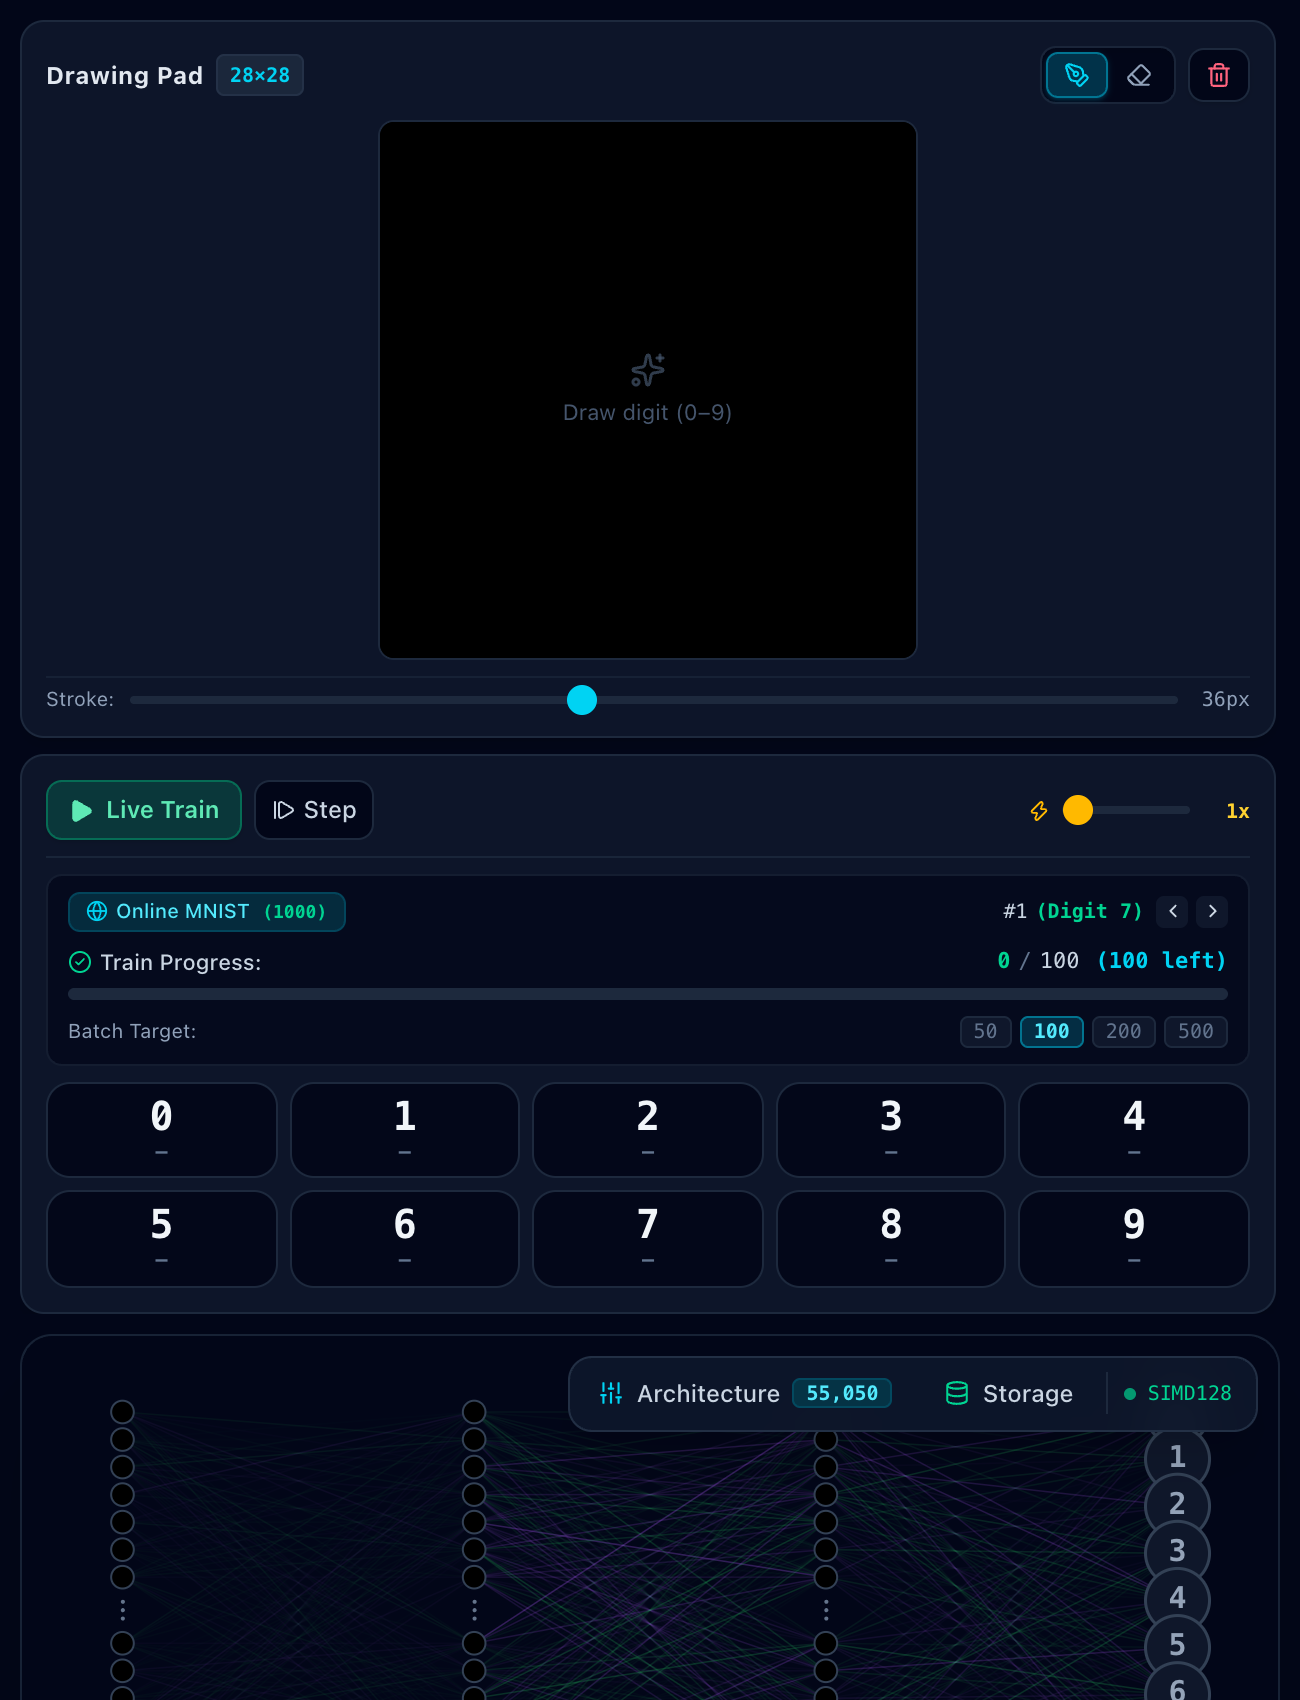 Drawing Pad 28×28
Draw digit (0–9)
Stroke: 36px
Live Train Step 1x
Online MNIST (1000) #1 (Digit 7)
Train Progress: 0 / 100 (100 left)
Batch Target: 50 100 200 500
0 1 2 3 4
– – – – –
5 6 7 8 9
– – – – –
Architecture 55,050 Storage SIMD128
1
2
3
4
5
6